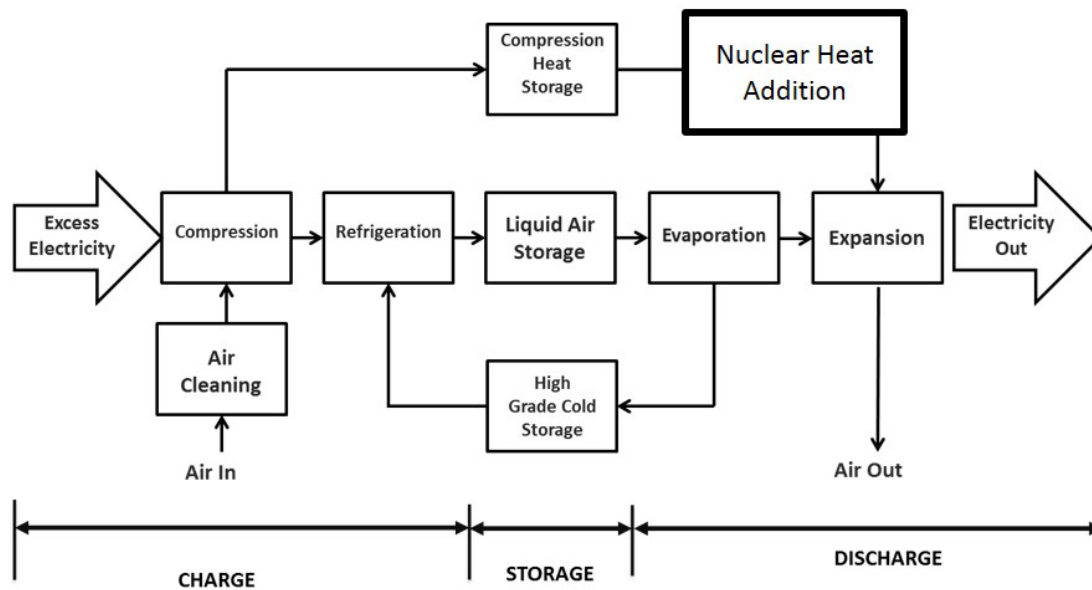 Compression
Heat
Storage
Nuclear Heat
Addition
Excess
Electricity
Compression
Refrigeration
Liquid Air
Storage
Evaporation
Expansion
Electricity
Out
Air
Cleaning
High
Grade Cold
Storage
Air In
Air Out
CHARGE
STORAGE
DISCHARGE